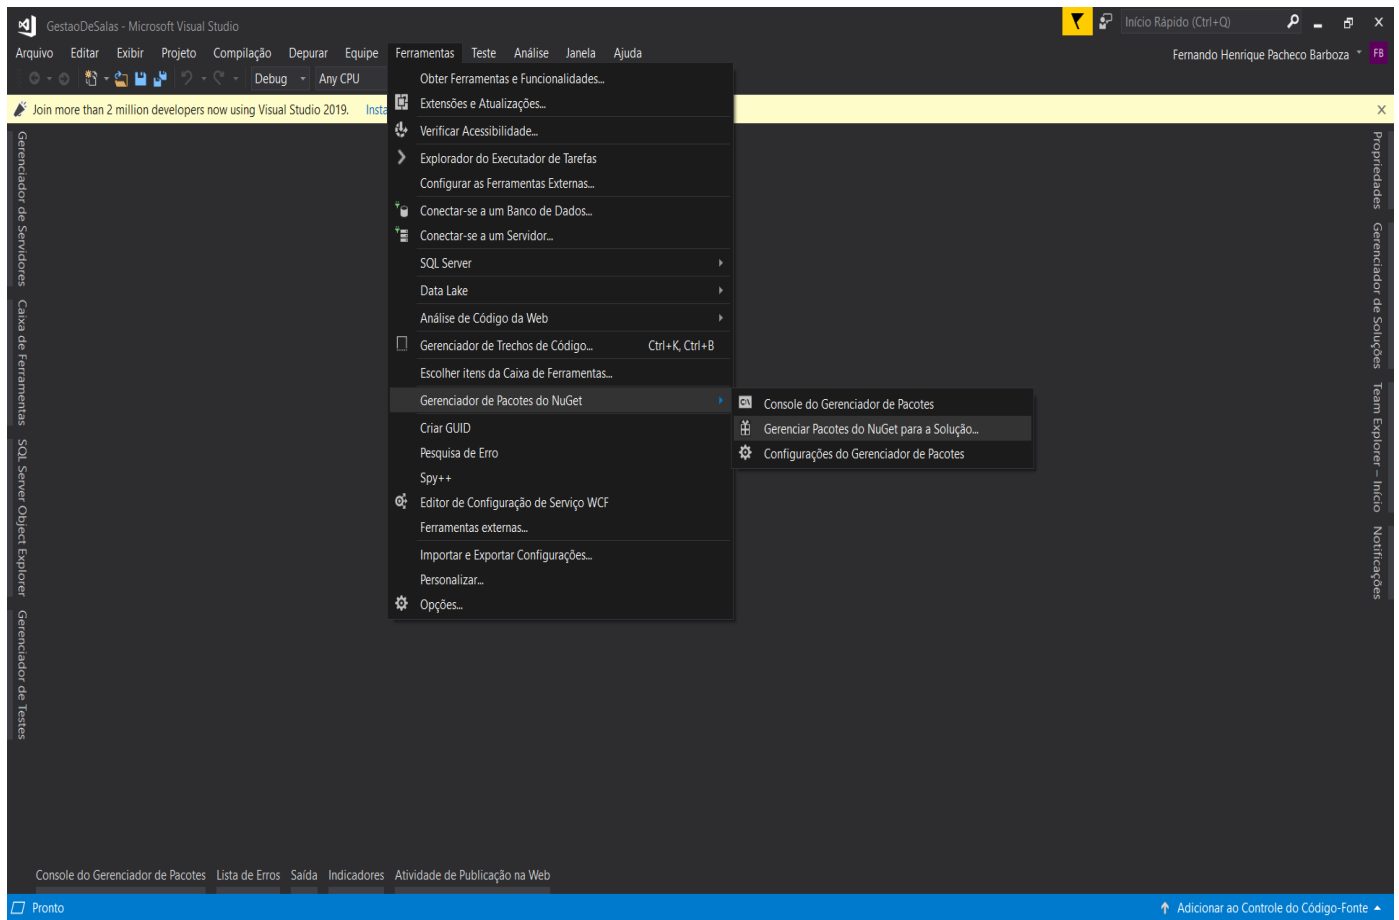 GestaoDeSalas - Microsoft Visual Studio
Início Rápido (Ctrl+Q)
Arquivo Editar Exibir Projeto Compilação Depurar Equipe Ferramentas Teste Análise Janela Ajuda
Fernando Henrique Pacheco Barboza FB
Debug Any CPU
Join more than 2 million developers now using Visual Studio 2019. Insta
Obter Ferramentas e Funcionalidades...
Extensões e Atualizações...
Verificar Acessibilidade...
Explorador do Executador de Tarefas
Configurar as Ferramentas Externas...
Conectar-se a um Banco de Dados...
Conectar-se a um Servidor...
SQL Server
Data Lake
Análise de Código da Web
Gerenciador de Trechos de Código... Ctrl+K, Ctrl+B
Escolher itens da Caixa de Ferramentas...
Gerenciador de Pacotes do NuGet
Criar GUID
Pesquisa de Erro
Spy++
Editor de Configuração de Serviço WCF
Ferramentas externas...
Importar e Exportar Configurações...
Personalizar...
Opções...
Console do Gerenciador de Pacotes
Gerenciar Pacotes do NuGet para a Solução...
Configurações do Gerenciador de Pacotes
Gerenciador de Servidores
Caixa de Ferramentas
SQL Server Object Explorer
Gerenciador de Testes
Propriedades
Gerenciador de Soluções
Team Explorer – Início
Notificações
Console do Gerenciador de Pacotes Lista de Erros Saída Indicadores Atividade de Publicação na Web
Pronto
Adicionar ao Controle do Código-Fonte